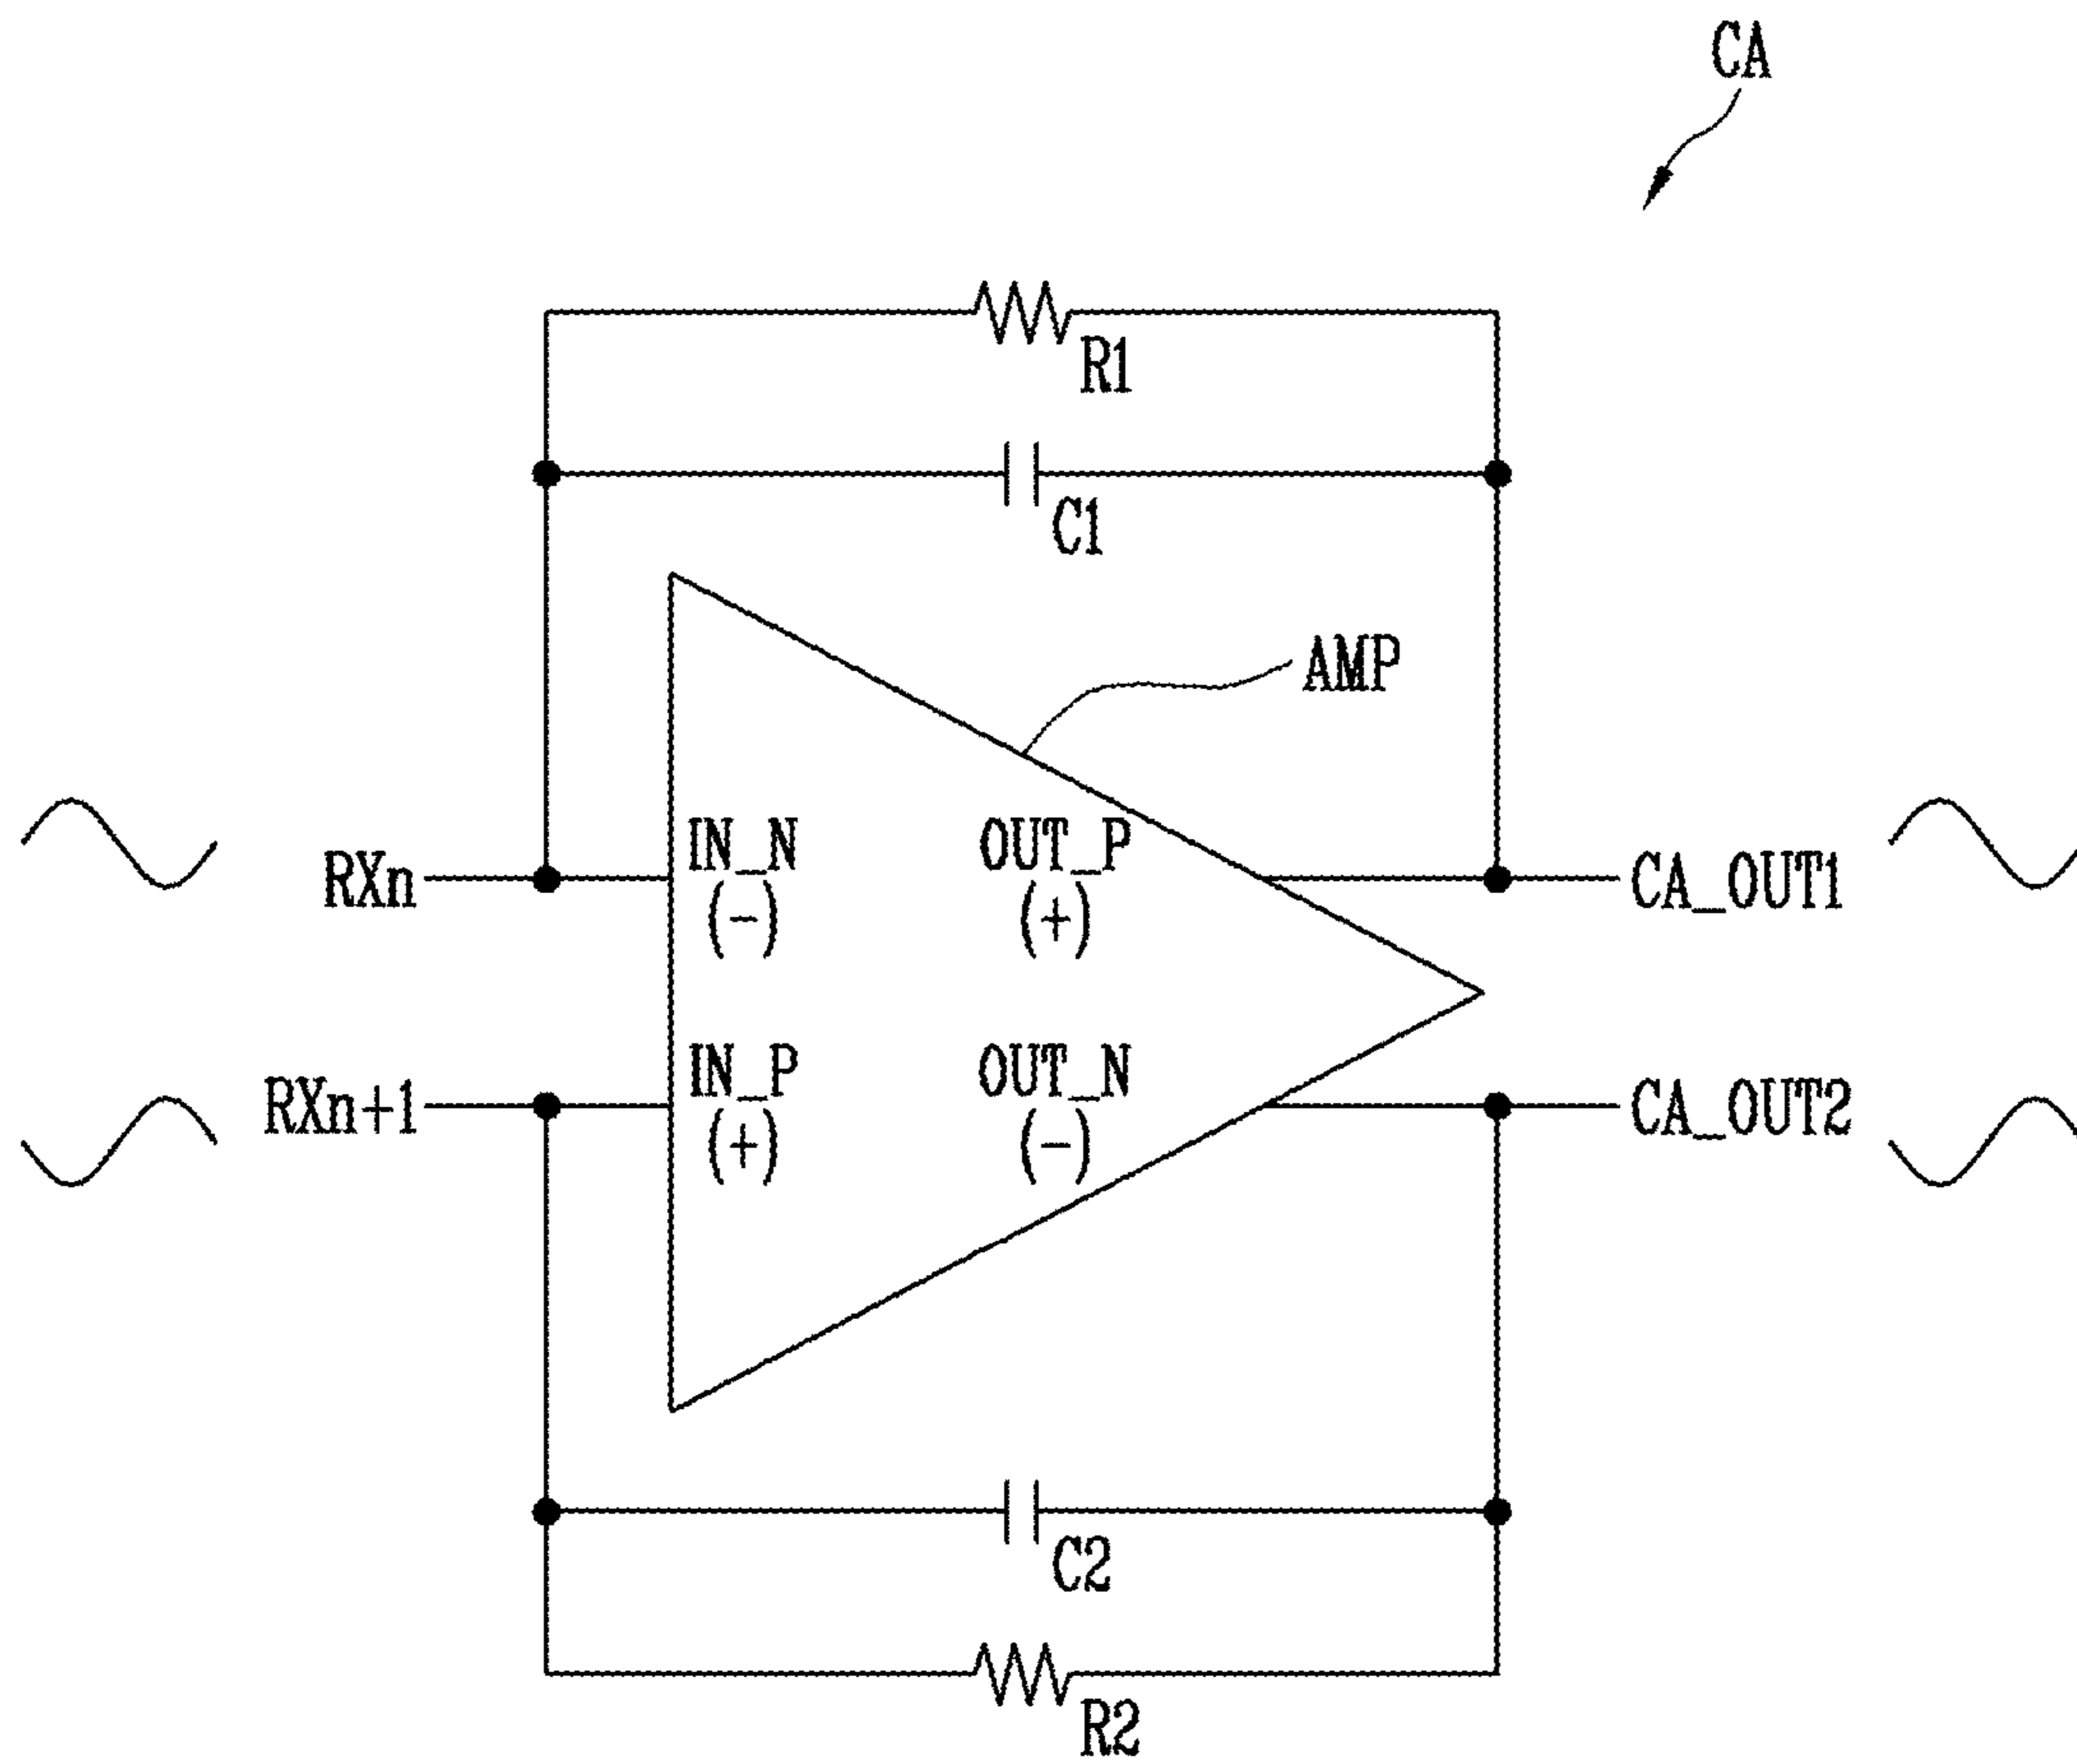 CA
R1
C1
AMP
IN_N OUT_P
RXn (-) (+) CA_OUT1
IN_P OUT_N
RXn+1 (+) (-) CA_OUT2
C2
R2